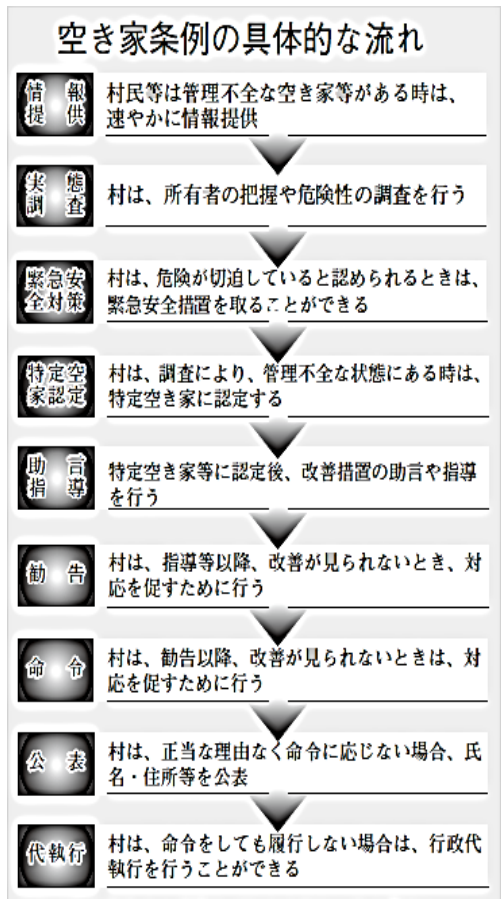 空き家条例の具体的な流れ
情報
提供
村民等は管理不全な空き家等がある時は、
速やかに情報提供
実態
調査
村は、所有者の把握や危険性の調査を行う
緊急安
全対策
村は、危険が切迫していると認められるときは、
緊急安全措置を取ることができる
特定空
家認定
村は、調査により、管理不全な状態にある時は、
特定空き家に認定する
助言
指導
特定空き家等に認定後、改善措置の助言や指導
を行う
勧告
村は、指導等以降、改善が見られないとき、対
応を促すために行う
命令
村は、勧告以降、改善が見られないときは、対
応を促すために行う
公表
村は、正当な理由なく命令に応じない場合、氏
名・住所等を公表
代執行
村は、命令をしても履行しない場合は、行政代
執行を行うことができる